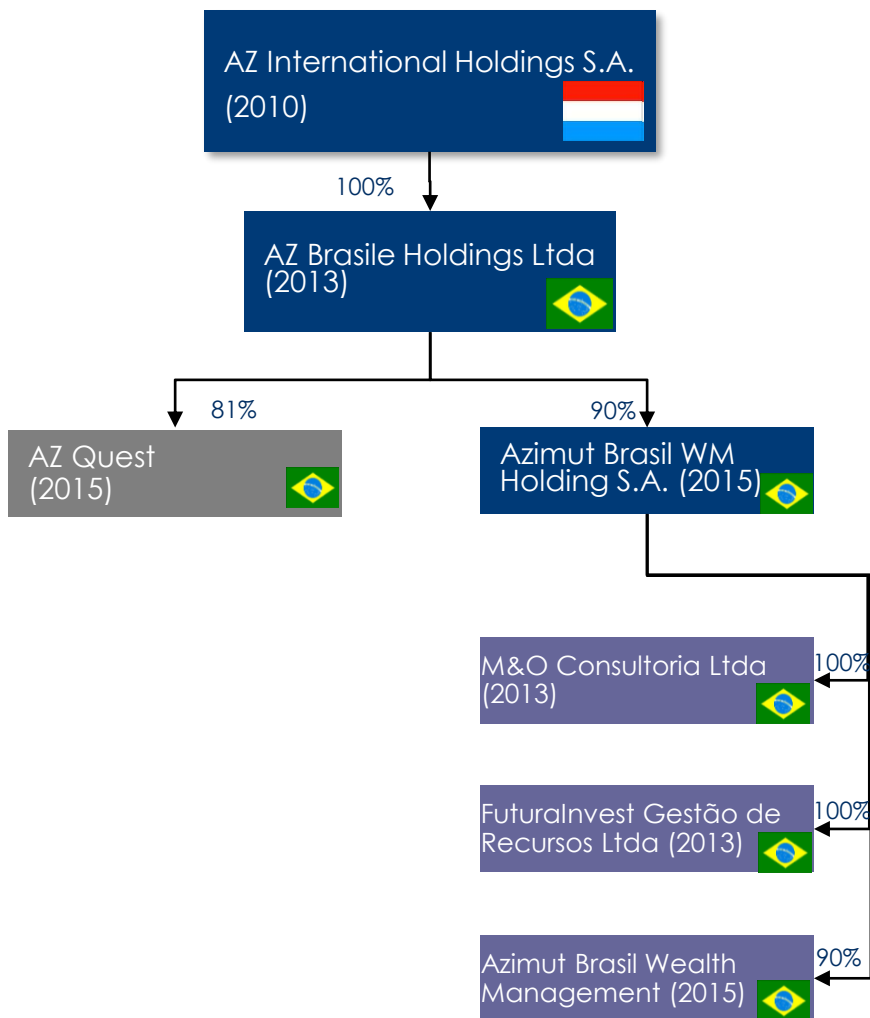 AZ International Holdings S.A.
(2010)
100%
AZ Brasile Holdings Ltda
(2013)
81%
90%
AZ Quest
(2015)
Azimut Brasil WM
Holding S.A. (2015)
M&O Consultoria Ltda
(2013)
100%
FuturaInvest Gestão de
Recursos Ltda (2013)
100%
Azimut Brasil Wealth
Management (2015)
90%